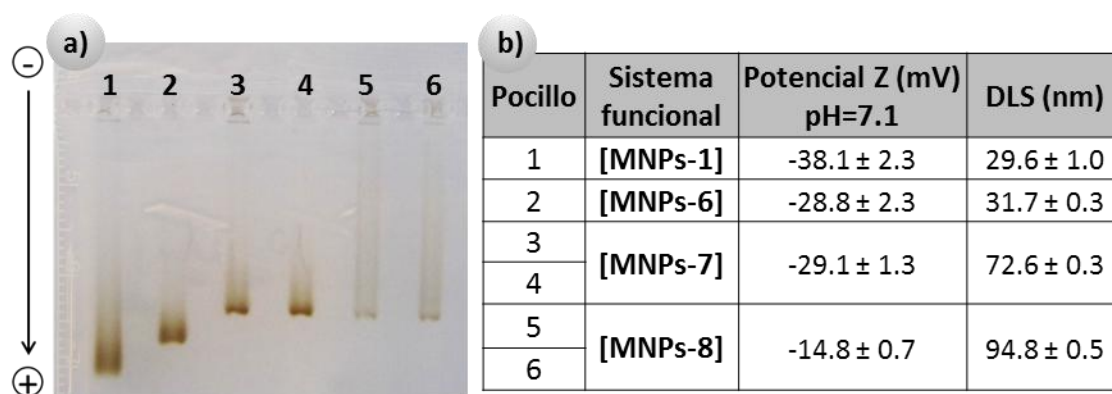 a)
-
+
1 2 3 4 5 6
b)
Pocillo Sistema funcional Potencial Z (mV) pH=7.1 DLS (nm)
1 [MNPs-1] -38.1 ± 2.3 29.6 ± 1.0
2 [MNPs-6] -28.8 ± 2.3 31.7 ± 0.3
3
4 [MNPs-7] -29.1 ± 1.3 72.6 ± 0.3
5
6 [MNPs-8] -14.8 ± 0.7 94.8 ± 0.5